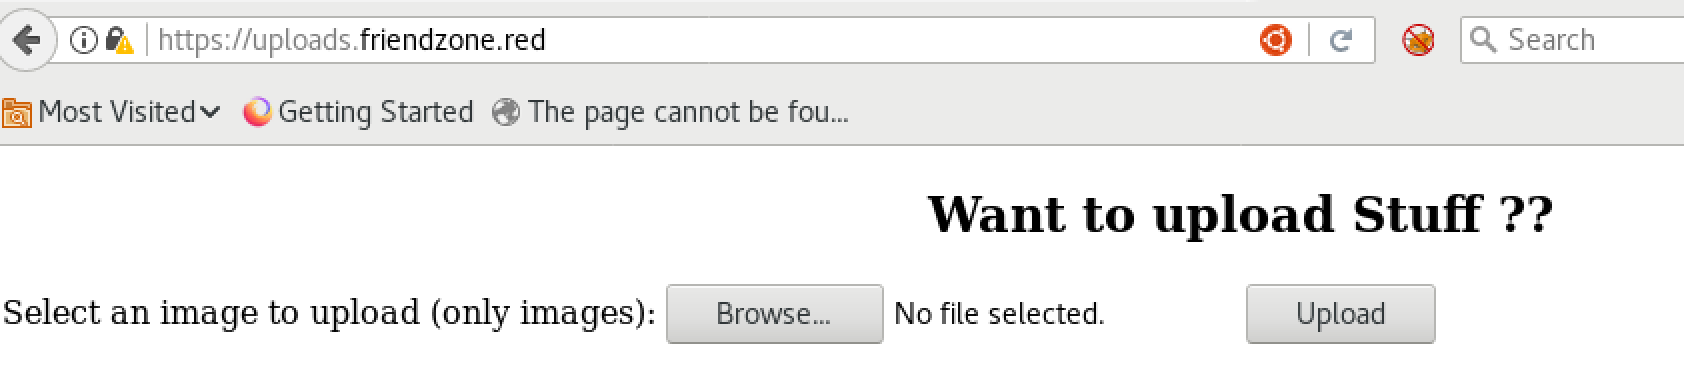 https://uploads.friendzone.red
Search
Most Visited Getting Started The page cannot be fou...
Want to upload Stuff ??
Select an image to upload (only images): Browse... No file selected. Upload